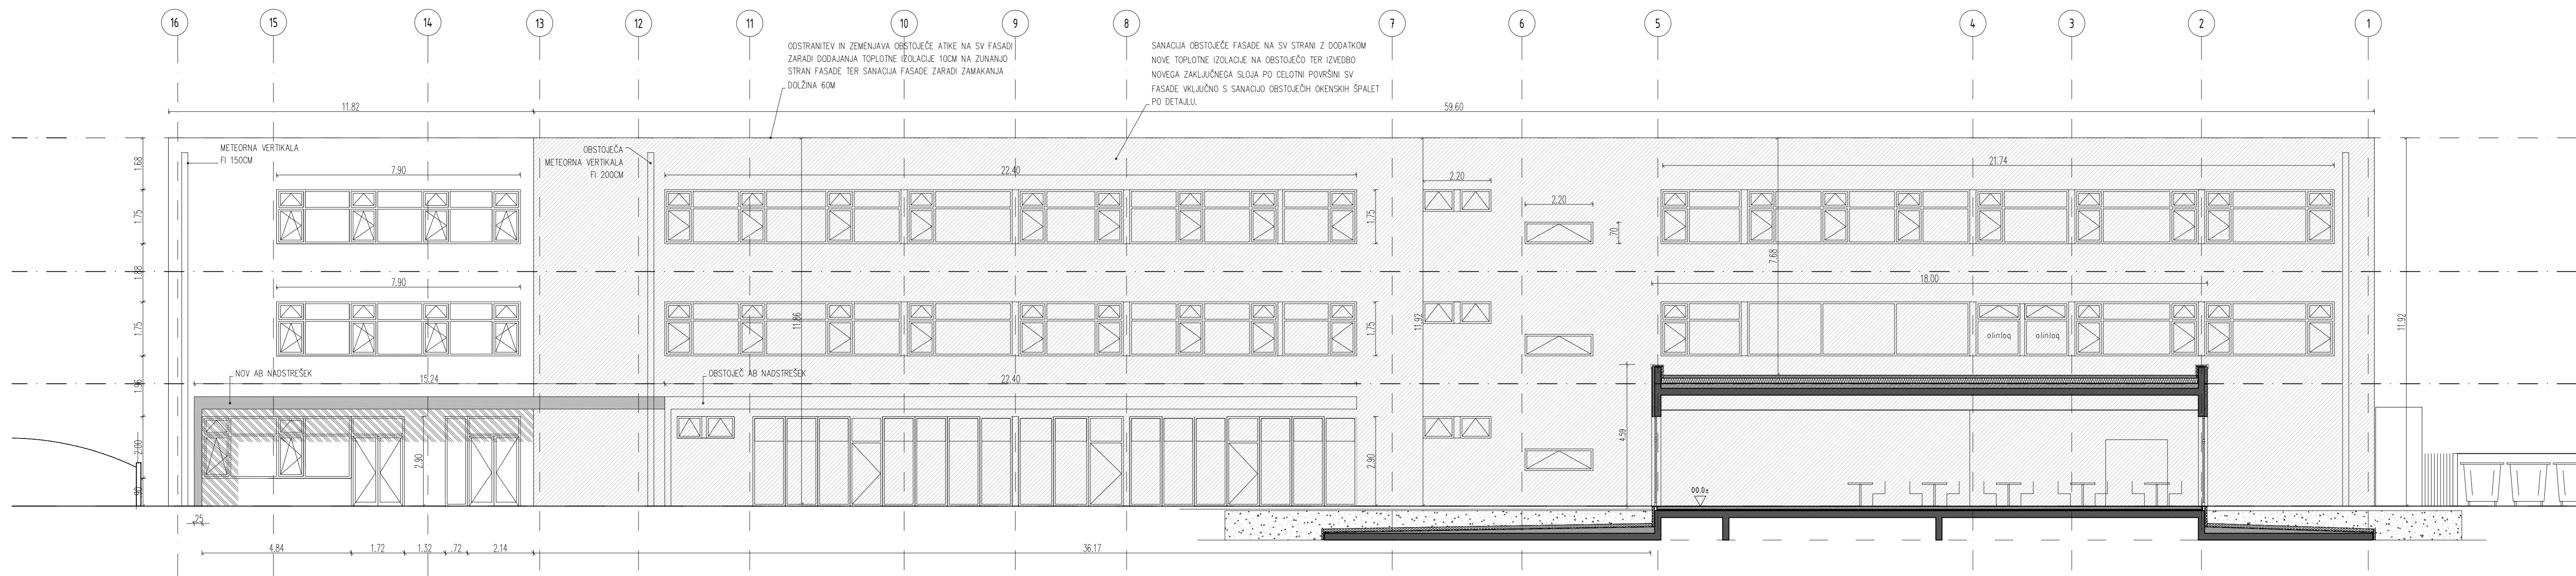 16 15 14 13 12 11 10 9 8 7 6 5 4 3 2 1
ODSTRANITEV IN ZEMENJAVA OBSTOJEČE ATIKE NA SV FASADI
ZARADI DODAJANJA TOPLOTNE IZOLACIJE 10CM NA ZUNANJO
STRAN FASADE TER SANACIJA FASADE ZARADI ZAMAKANJA
DOLŽINA 60M
SANACIJA OBSTOJEČE FASADE NA SV STRANI Z DODATKOM
NOVE TOPLOTNE IZOLACIJE NA OBSTOJEČO TER IZVEDBO
NOVEGA ZAKLJUČNEGA SLOJA PO CELOTNI POVRŠINI SV
FASADE VKLJUČNO S SANACIJO OBSTOJEČIH OKENSKIH ŠPALET
PO DETAJLU.
11.82
59.60
METEORNA VERTIKALA
FI 150CM
OBSTOJEČA
METEORNA VERTIKALA
FI 200CM
1.68
7.90
22.40
2.20
21.74
1.75
1.75
2.20
.70
1.88
7.68
7.90
18.00
1.75
11.86
1.75
11.92
polnilo
polnilo
11.92
NOV AB NADSTREŠEK
OBSTOJEČ AB NADSTREŠEK
1.96
15.24
22.40
2.00
2.90
2.90
4.59
.90
00.0±
25
4.84
1.72
1.32
.72
2.14
36.17